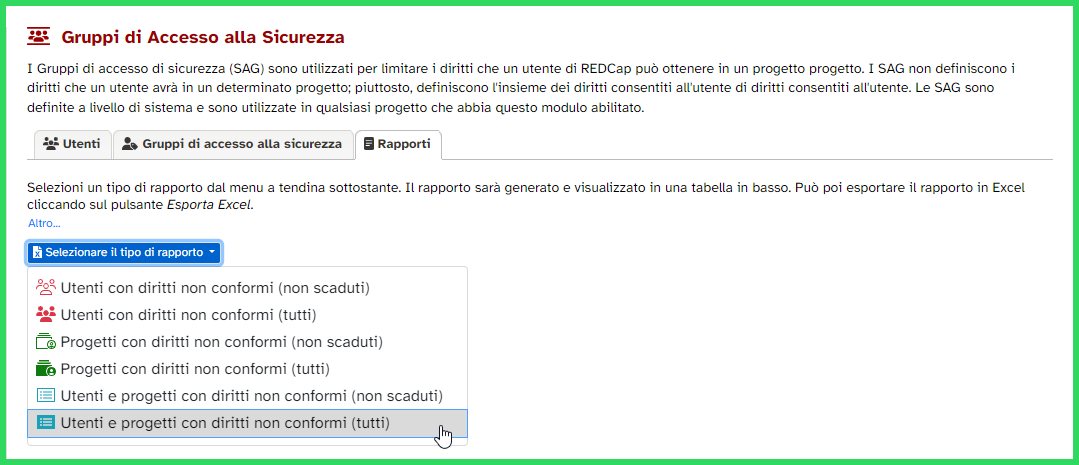 Gruppi di Accesso alla Sicurezza
I Gruppi di accesso di sicurezza (SAG) sono utilizzati per limitare i diritti che un utente di REDCap può ottenere in un progetto progetto. I SAG non definiscono i
diritti che un utente avrà in un determinato progetto; piuttosto, definiscono l'insieme dei diritti consentiti all'utente di diritti consentiti all'utente. Le SAG sono
definite a livello di sistema e sono utilizzate in qualsiasi progetto che abbia questo modulo abilitato.
Utenti Gruppi di accesso alla sicurezza Rapporti
Selezioni un tipo di rapporto dal menu a tendina sottostante. Il rapporto sarà generato e visualizzato in una tabella in basso. Può poi esportare il rapporto in Excel
cliccando sul pulsante Esporta Excel.
Altro...
Selezionare il tipo di rapporto
Utenti con diritti non conformi (non scaduti)
Utenti con diritti non conformi (tutti)
Progetti con diritti non conformi (non scaduti)
Progetti con diritti non conformi (tutti)
Utenti e progetti con diritti non conformi (non scaduti)
Utenti e progetti con diritti non conformi (tutti)